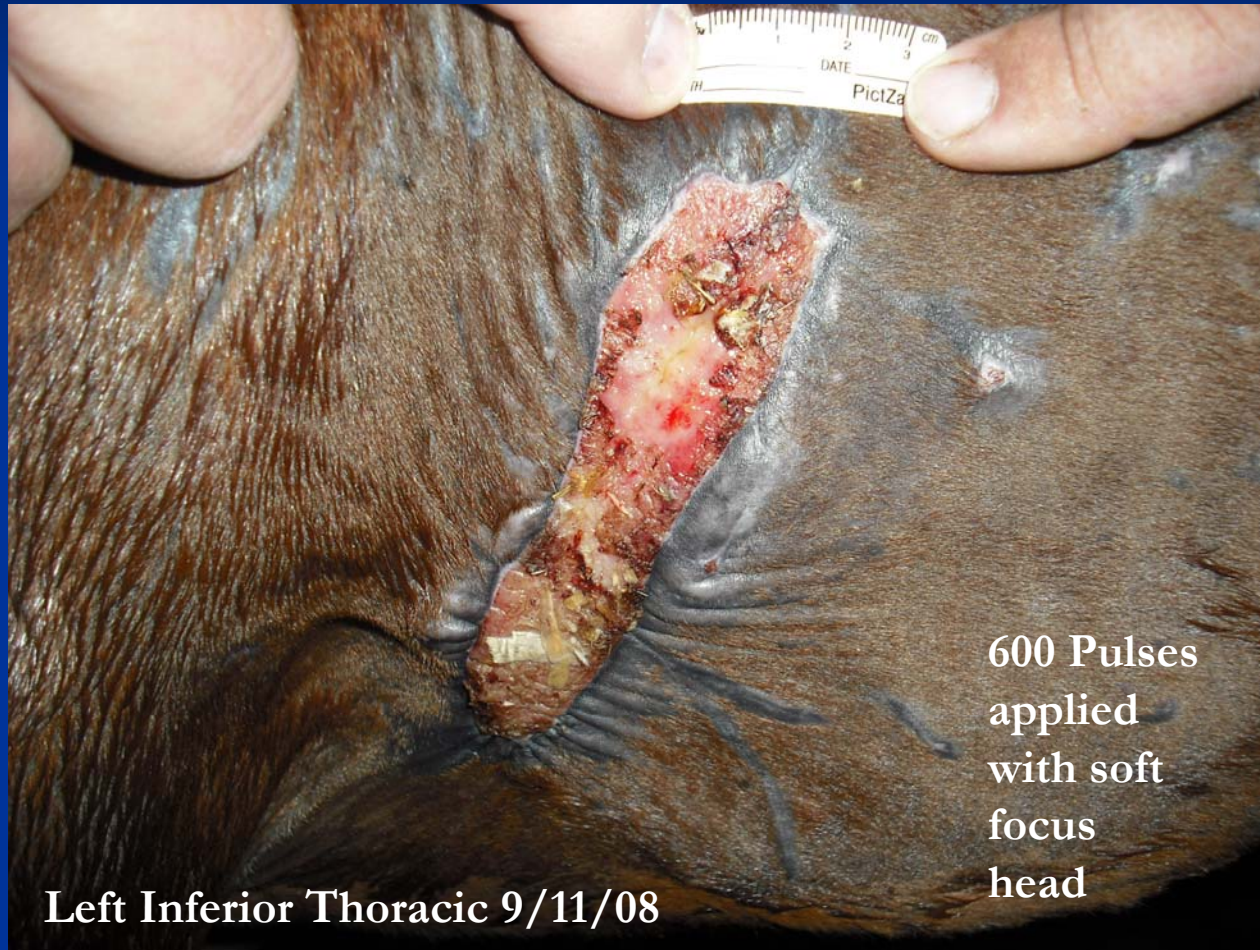 cm
1 2 3
DATE
TH
PictZa
600 Pulses
applied
with soft
focus
head
Left Inferior Thoracic 9/11/08